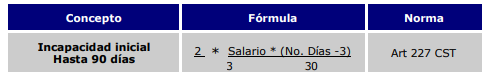 Concepto Fórmula Norma
Incapacidad inicial
Hasta 90 días
2 * Salario * (No. Días -3)
3 30
Art 227 CST